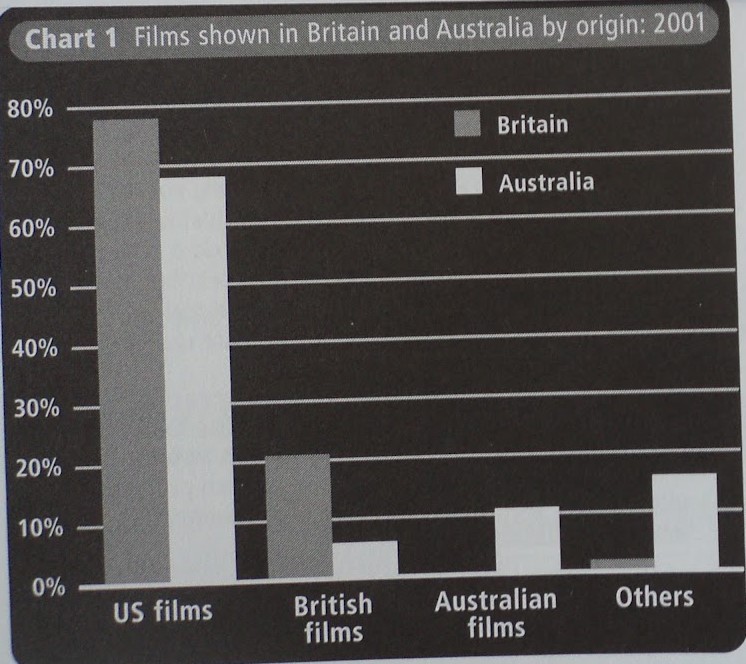 Chart 1 Films shown in Britain and Australia by origin: 2001
80%
70%
60%
50%
40%
30%
20%
10%
0%
Britain
Australia
US films
British
films
Australian
films
Others